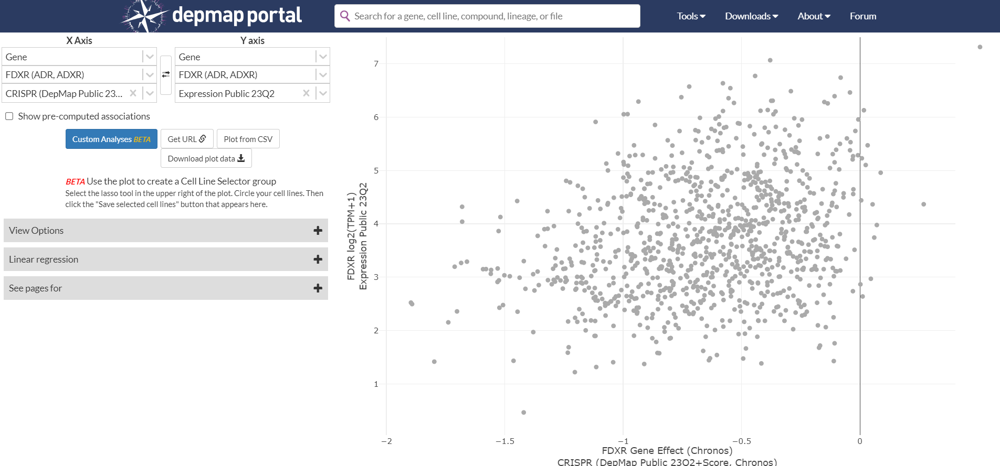 depmap portal
Search for a gene, cell line, compound, lineage, or file
Tools
Downloads
About
Forum
X Axis
Y axis
Gene
Gene
FDXR (ADR, ADXR)
FDXR (ADR, ADXR)
CRISPR (DepMap Public 23...
Expression Public 23Q2
Show pre-computed associations
Custom Analyses BETA
Get URL
Plot from CSV
Download plot data
BETA Use the plot to create a Cell Line Selector group
Select the lasso tool in the upper right of the plot. Circle your cell lines. Then
click the "Save selected cell lines" button that appears here.
View Options
Linear regression
See pages for
FDXR log2(TPM+1)
Expression Public 23Q2
7
6
5
4
3
2
1
−2
−1.5
−1
−0.5
0
FDXR Gene Effect (Chronos)
CRISPR (DepMap Public 23Q2+Score, Chronos)